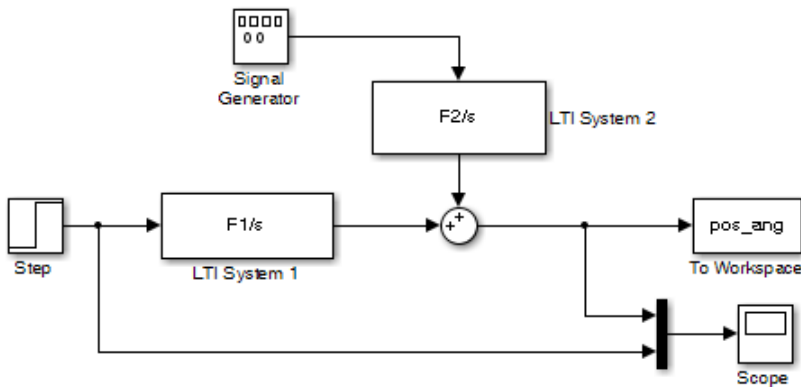 Signal
Generator
F2/s
LTI System 2
Step
F1/s
LTI System 1
+
+
pos_ang
To Workspace
Scope